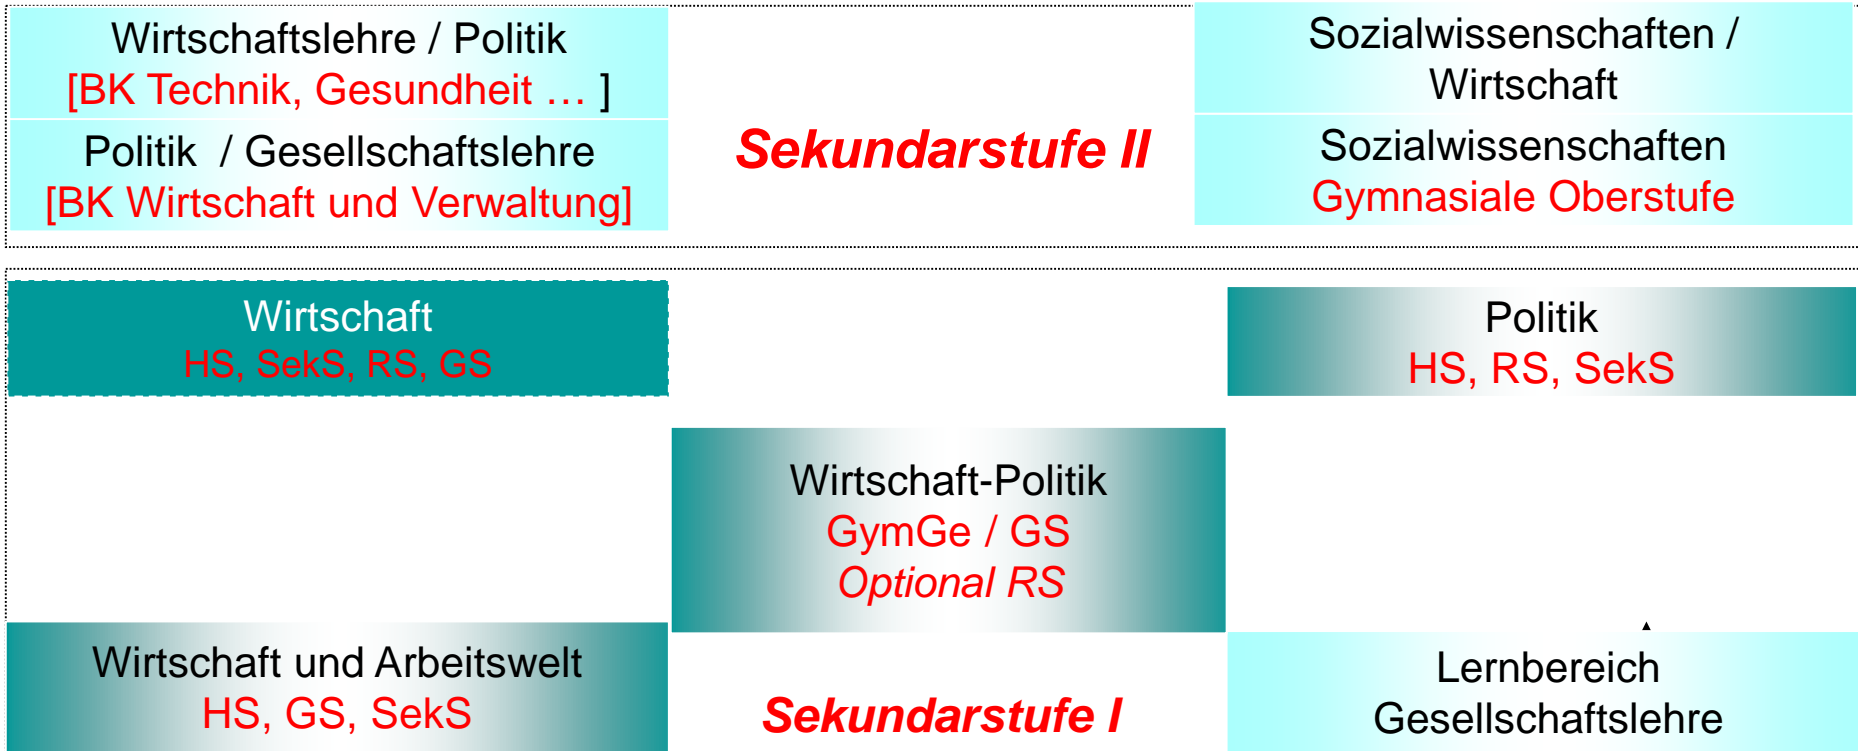 Wirtschaftslehre / Politik
[BK Technik, Gesundheit … ]
Politik / Gesellschaftslehre
[BK Wirtschaft und Verwaltung]
Sekundarstufe II
Sozialwissenschaften /
Wirtschaft
Sozialwissenschaften
Gymnasiale Oberstufe
Wirtschaft
HS, SekS, RS, GS
Politik
HS, RS, SekS
Wirtschaft-Politik
GymGe / GS
Optional RS
Wirtschaft und Arbeitswelt
HS, GS, SekS
Sekundarstufe I
Lernbereich
Gesellschaftslehre